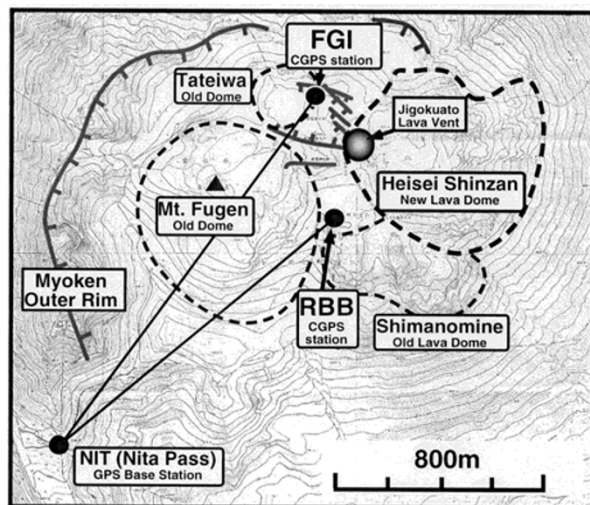 FGI
CGPS station
Tateiwa
Old Dome
Jigokuato
Lava Vent
Heisei Shinzan
New Lava Dome
Mt. Fugen
Old Dome
Myoken
Outer Rim
RBB
CGPS
station
Shimanomine
Old Lava Dome
NIT (Nita Pass)
GPS Base Station
800m